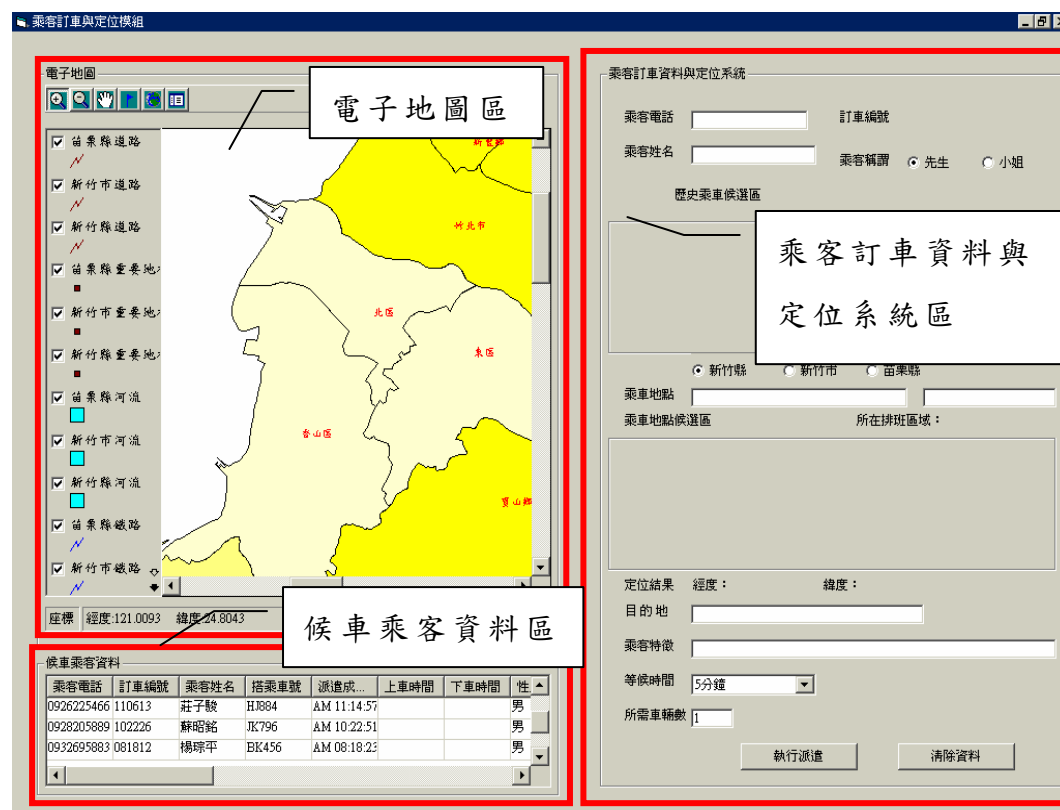 乘客訂車與定位模組
電子地圖
電子地圖區
苗栗縣道路
新竹市道路
新竹縣道路
苗栗縣重要地
新竹市重要地
新竹縣重要地
苗栗縣河流
新竹市河流
新竹縣河流
苗栗縣鐵路
新竹市鐵路
竹北市
北區
東區
香山區
寶山鄉
座標 經度:121.0093 緯度:24.8043
候車乘客資料區
候車乘客資料
乘客電話 訂車編號 乘客姓名 搭乘車號 派遣成... 上車時間 下車時間 性
0926225466 110613 莊子駿 HJ884 AM 11:14:57 男
0928205889 102226 蘇昭銘 JK796 AM 10:22:51 男
0932695883 081812 楊琮平 BK456 AM 08:18:23 男
乘客訂車資料與定位系統
乘客電話 訂車編號
乘客姓名 乘客稱謂 先生 小姐
歷史乘車候選區
乘客訂車資料與
定位系統區
新竹縣 新竹市 苗栗縣
乘車地點
乘車地點候選區 所在排班區域：
定位結果 經度： 緯度：
目的地
乘客特徵
等候時間 5分鐘
所需車輛數 1
執行派遣 清除資料